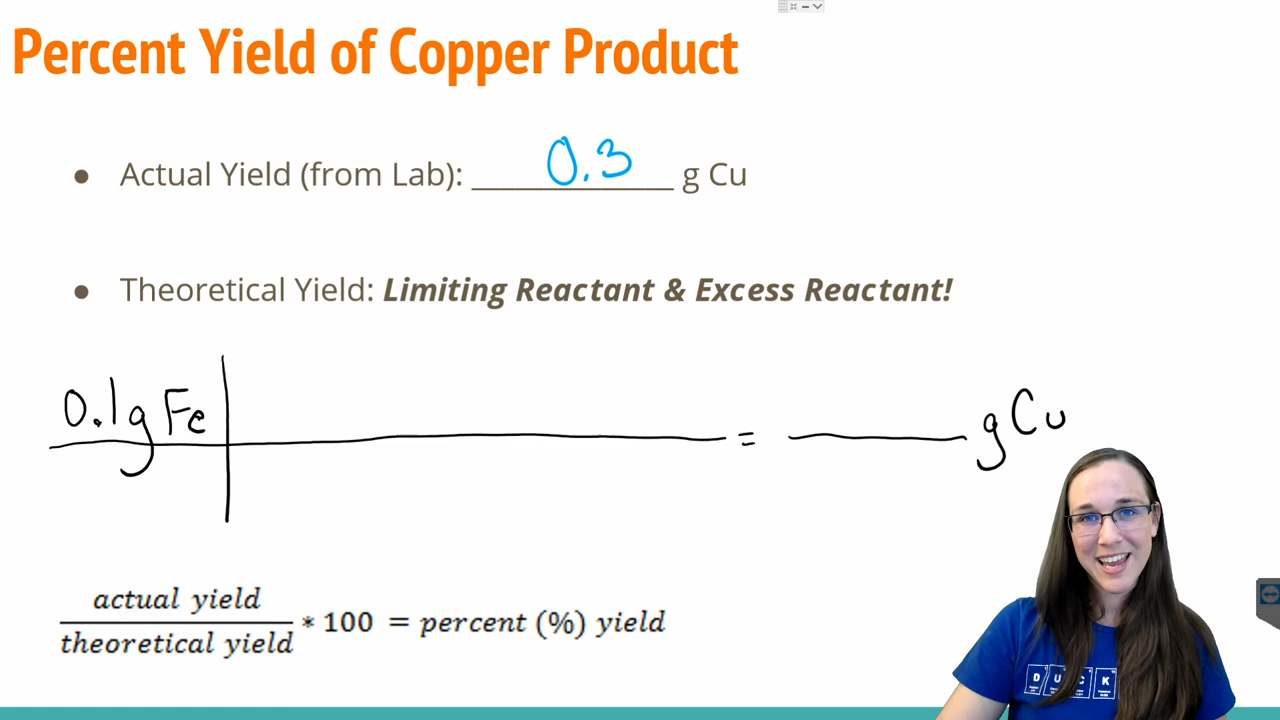 Percent Yield of Copper Product
● Actual Yield (from Lab): 0.3 g Cu
● Theoretical Yield: Limiting Reactant & Excess Reactant!
0.1g Fe = g Cu
actual yield
theoretical yield * 100 = percent (%) yield
D U C K